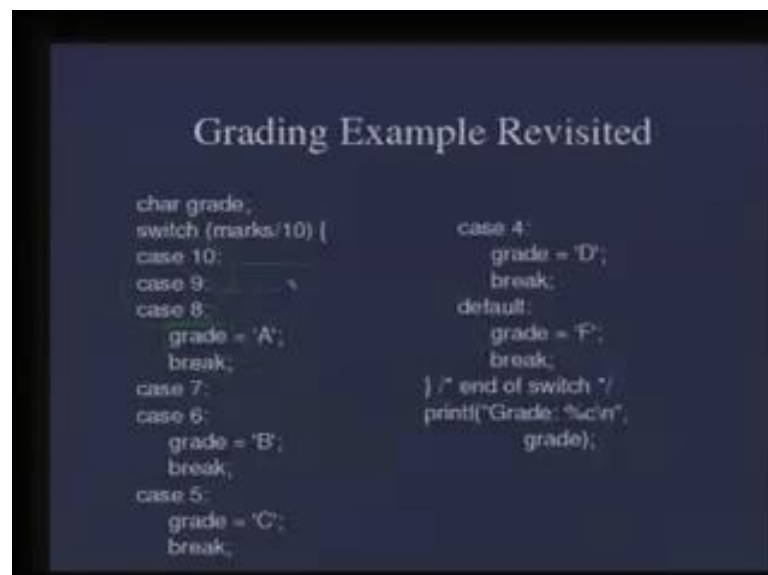 Grading Example Revisited
char grade;
switch (marks/10) {
case 10:
case 9:
case 8:
grade = 'A';
break;
case 7:
case 6:
grade = 'B';
break;
case 5:
grade = 'C';
break;
case 4:
grade = 'D';
break;
default:
grade = 'F';
break;
} /* end of switch */
printf("Grade: %c\n",
grade);